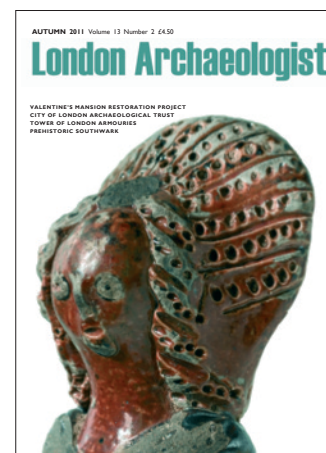 AUTUMN 2011 Volume 13 Number 2 £4.50
London Archaeologist
VALENTINE'S MANSION RESTORATION PROJECT
CITY OF LONDON ARCHAEOLOGICAL TRUST
TOWER OF LONDON ARMOURIES
PREHISTORIC SOUTHWARK